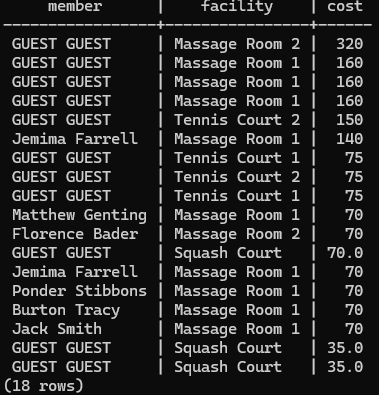 member | facility | cost
-----------------+-----------------+------
GUEST GUEST | Massage Room 2 | 320
GUEST GUEST | Massage Room 1 | 160
GUEST GUEST | Massage Room 1 | 160
GUEST GUEST | Massage Room 1 | 160
GUEST GUEST | Tennis Court 2 | 150
Jemima Farrell | Massage Room 1 | 140
GUEST GUEST | Tennis Court 1 | 75
GUEST GUEST | Tennis Court 2 | 75
GUEST GUEST | Tennis Court 1 | 75
Matthew Genting | Massage Room 1 | 70
Florence Bader | Massage Room 2 | 70
GUEST GUEST | Squash Court | 70.0
Jemima Farrell | Massage Room 1 | 70
Ponder Stibbons | Massage Room 1 | 70
Burton Tracy | Massage Room 1 | 70
Jack Smith | Massage Room 1 | 70
GUEST GUEST | Squash Court | 35.0
GUEST GUEST | Squash Court | 35.0
(18 rows)